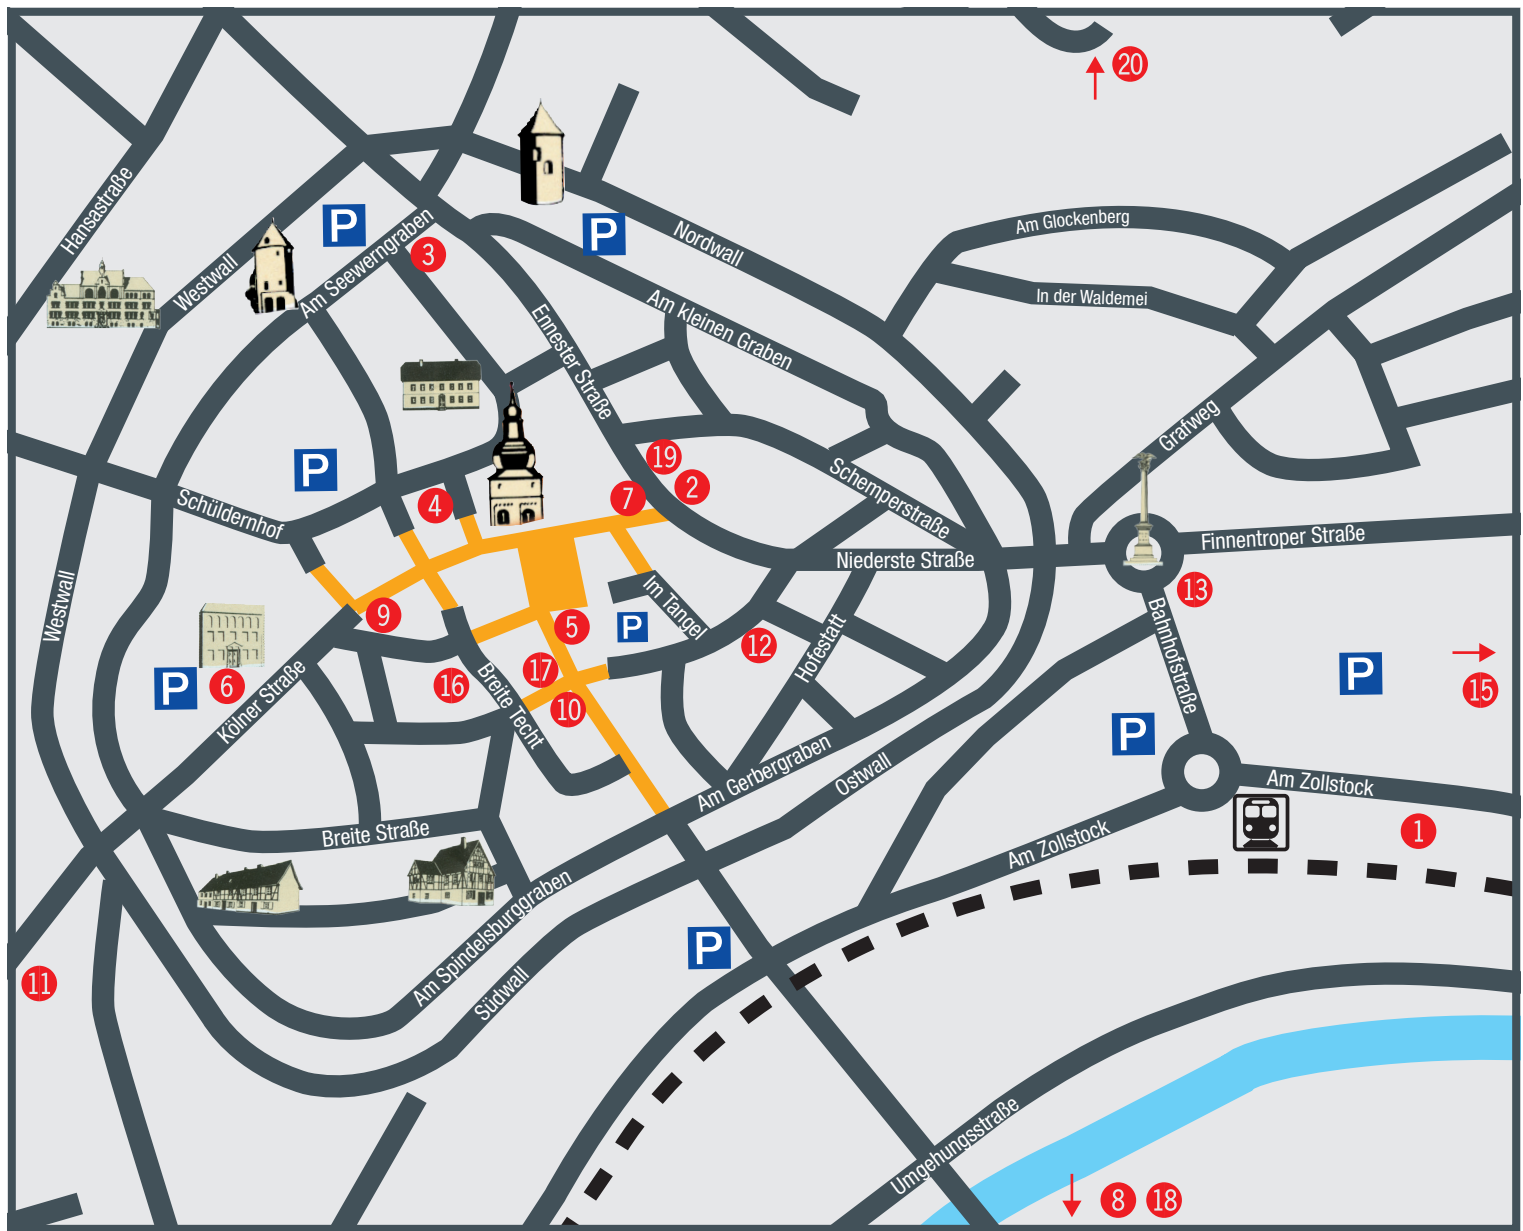 20
Hansastraße
P
3
P
Nordwall
Am Glockenberg
In der Waldemei
Westwall
Am Seewerngraben
Ennester Straße
Am kleinen Graben
Grafweg
P
4
19
2
7
Schemperstraße
Schüldernhof
Niederste Straße
Finnentroper Straße
Westwall
9
5
P
Im Tangel
12
Hofestatt
13
Bahnhofstraße
15
P
P
6
Kölner Straße
16
17
10
Breite Techt
P
Am Gerbergraben
Ostwall
Am Zollstock
1
Breite Straße
Am Zollstock
Am Spindelsburggraben
Südwall
P
11
Umgehungsstraße
8
18